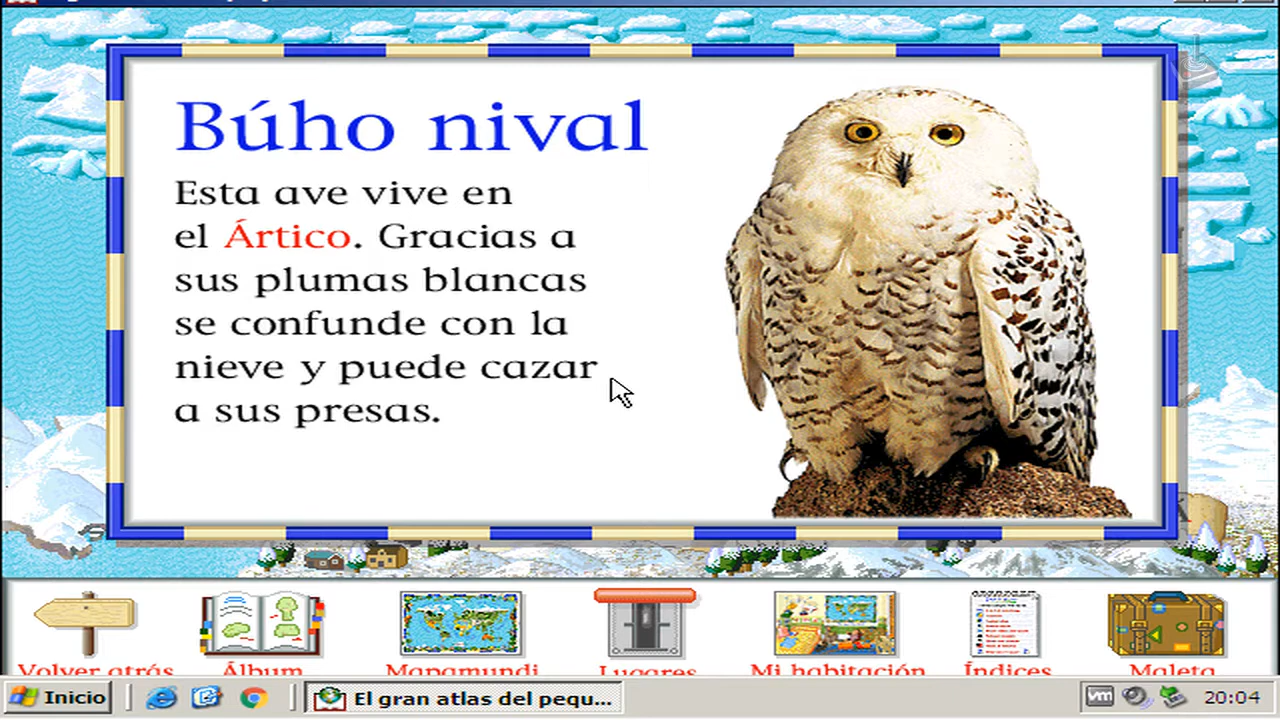 Búho nival
Esta ave vive en
el Ártico. Gracias a
sus plumas blancas
se confunde con la
nieve y puede cazar
a sus presas.
Volver atrás Álbum Mapamundi Lugares Mi habitación Índices Maleta
Inicio El gran atlas del pequ... vm 20:04